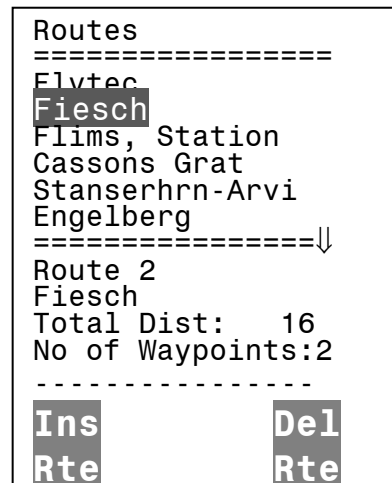 Routes
==================
Flytec
Fiesch
Flims, Station
Cassons Grat
Stanserhrn-Arvi
Engelberg
=================⇓
Route 2
Fiesch
Total Dist: 16
No of Waypoints:2
- - - - - - - - - - - - - - - -
Ins Del
Rte Rte